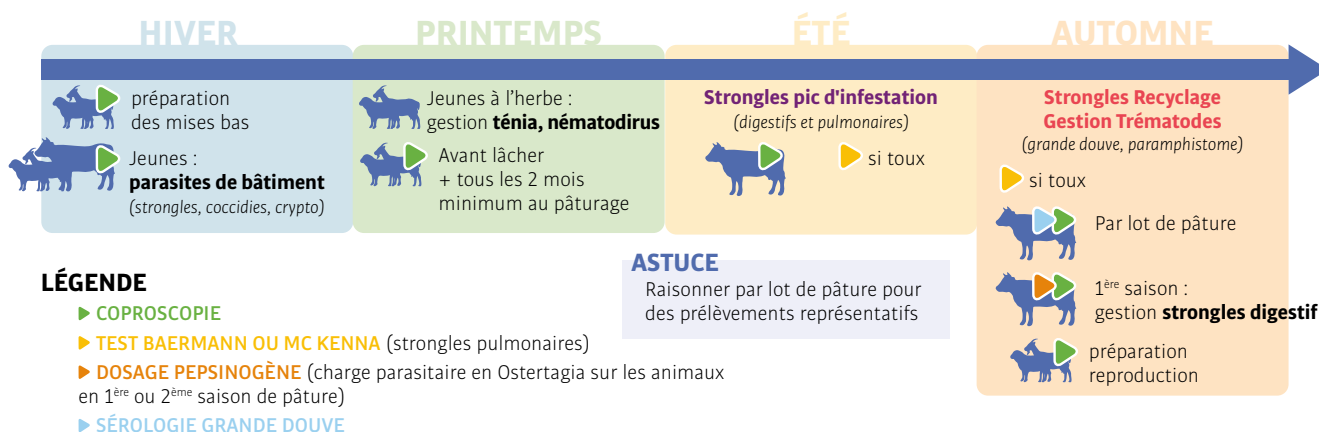 HIVER
préparation
des mises bas
Jeunes :
parasites de bâtiment
(strongles, coccidies, crypto)
PRINTEMPS
Jeunes à l'herbe :
gestion ténia, nématodirus
Avant lâcher
+ tous les 2 mois
minimum au pâturage
ÉTÉ
Strongles pic d'infestation
(digestifs et pulmonaires)
si toux
AUTOMNE
Strongles Recyclage
Gestion Trématodes
(grande douve, paramphistome)
si toux
Par lot de pâture
1ère saison :
gestion strongles digestif
préparation
reproduction
LÉGENDE
COPROSCOPIE
TEST BAERMANN OU MC KENNA (strongles pulmonaires)
DOSAGE PEPSINOGÈNE (charge parasitaire en Ostertagia sur les animaux
en 1ère ou 2ème saison de pâture)
SÉROLOGIE GRANDE DOUVE
ASTUCE
Raisonner par lot de pâture pour
des prélèvements représentatifs